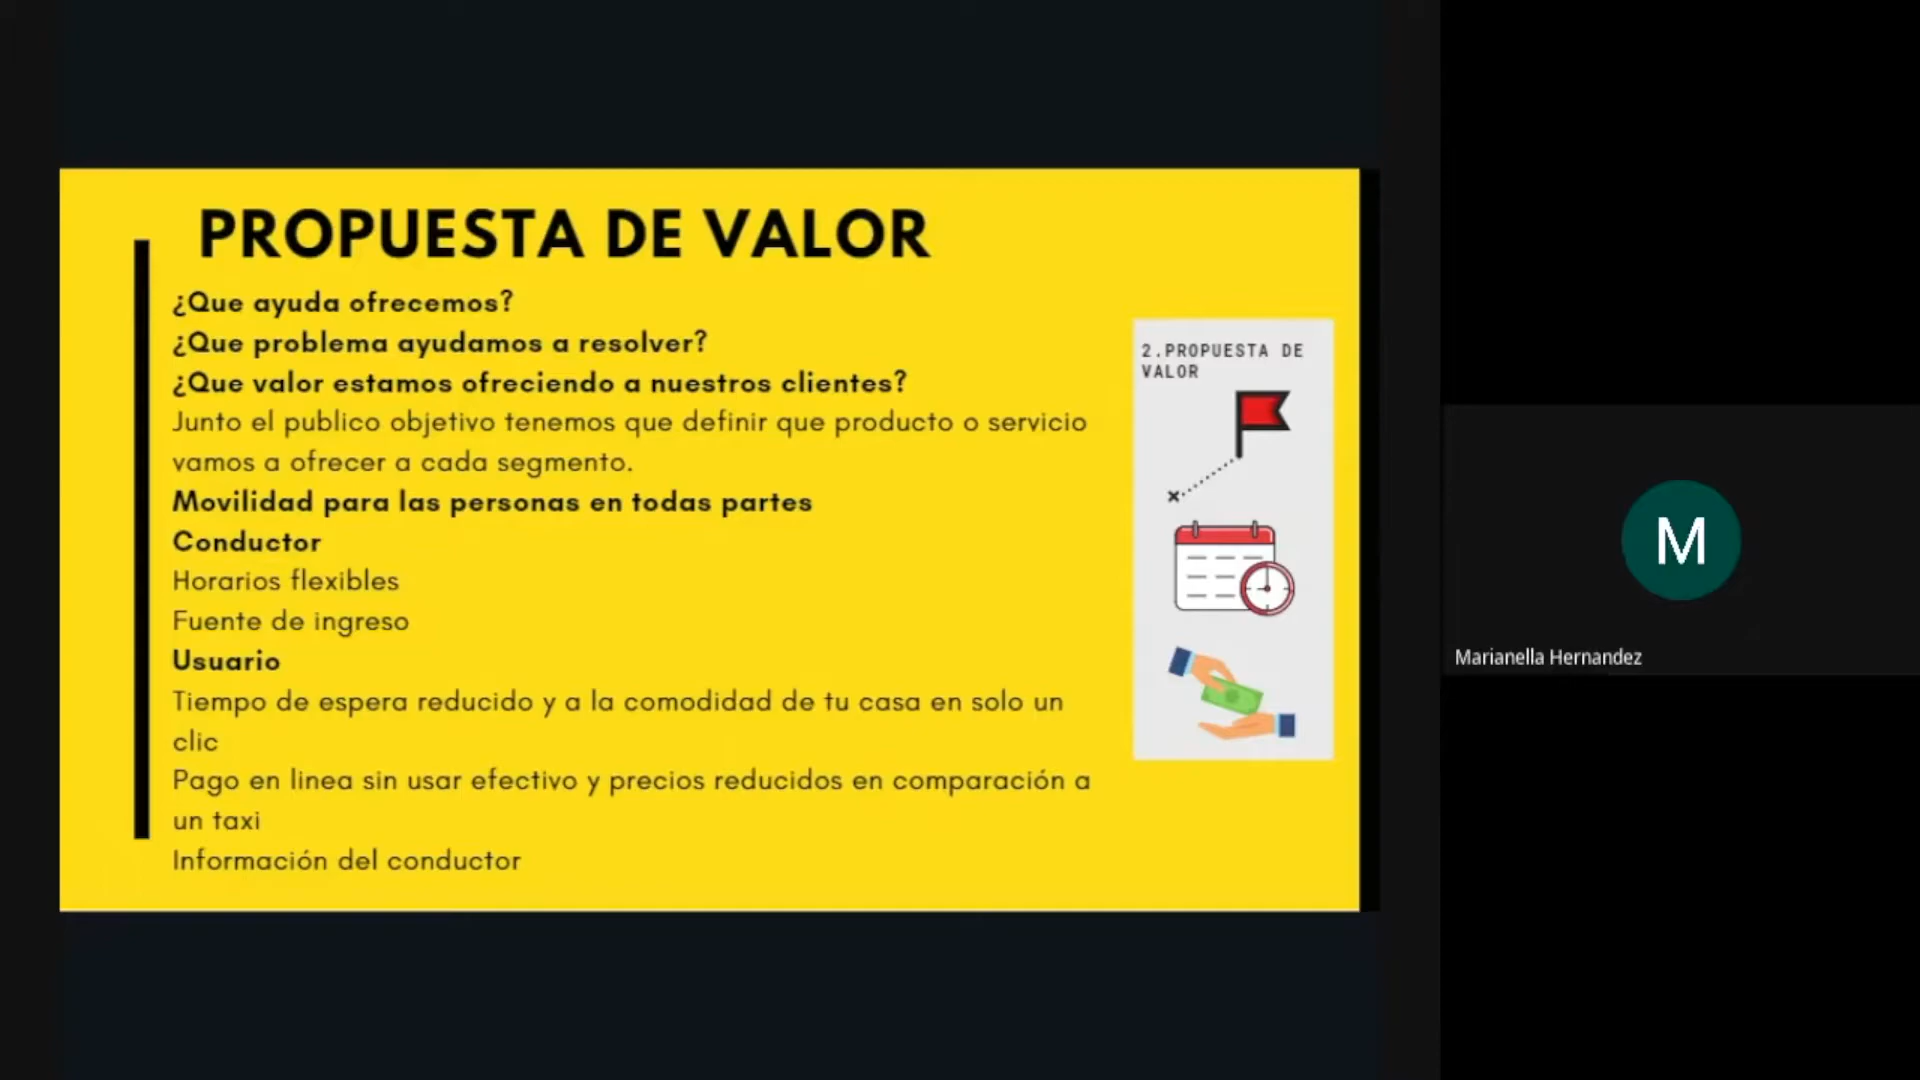 PROPUESTA DE VALOR
¿Que ayuda ofrecemos?
¿Que problema ayudamos a resolver?
¿Que valor estamos ofreciendo a nuestros clientes?
Junto el publico objetivo tenemos que definir que producto o servicio
vamos a ofrecer a cada segmento.
Movilidad para las personas en todas partes
Conductor
Horarios flexibles
Fuente de ingreso
Usuario
Tiempo de espera reducido y a la comodidad de tu casa en solo un
clic
Pago en linea sin usar efectivo y precios reducidos en comparación a
un taxi
Información del conductor
2.PROPUESTA DE
VALOR
M
Marianella Hernandez